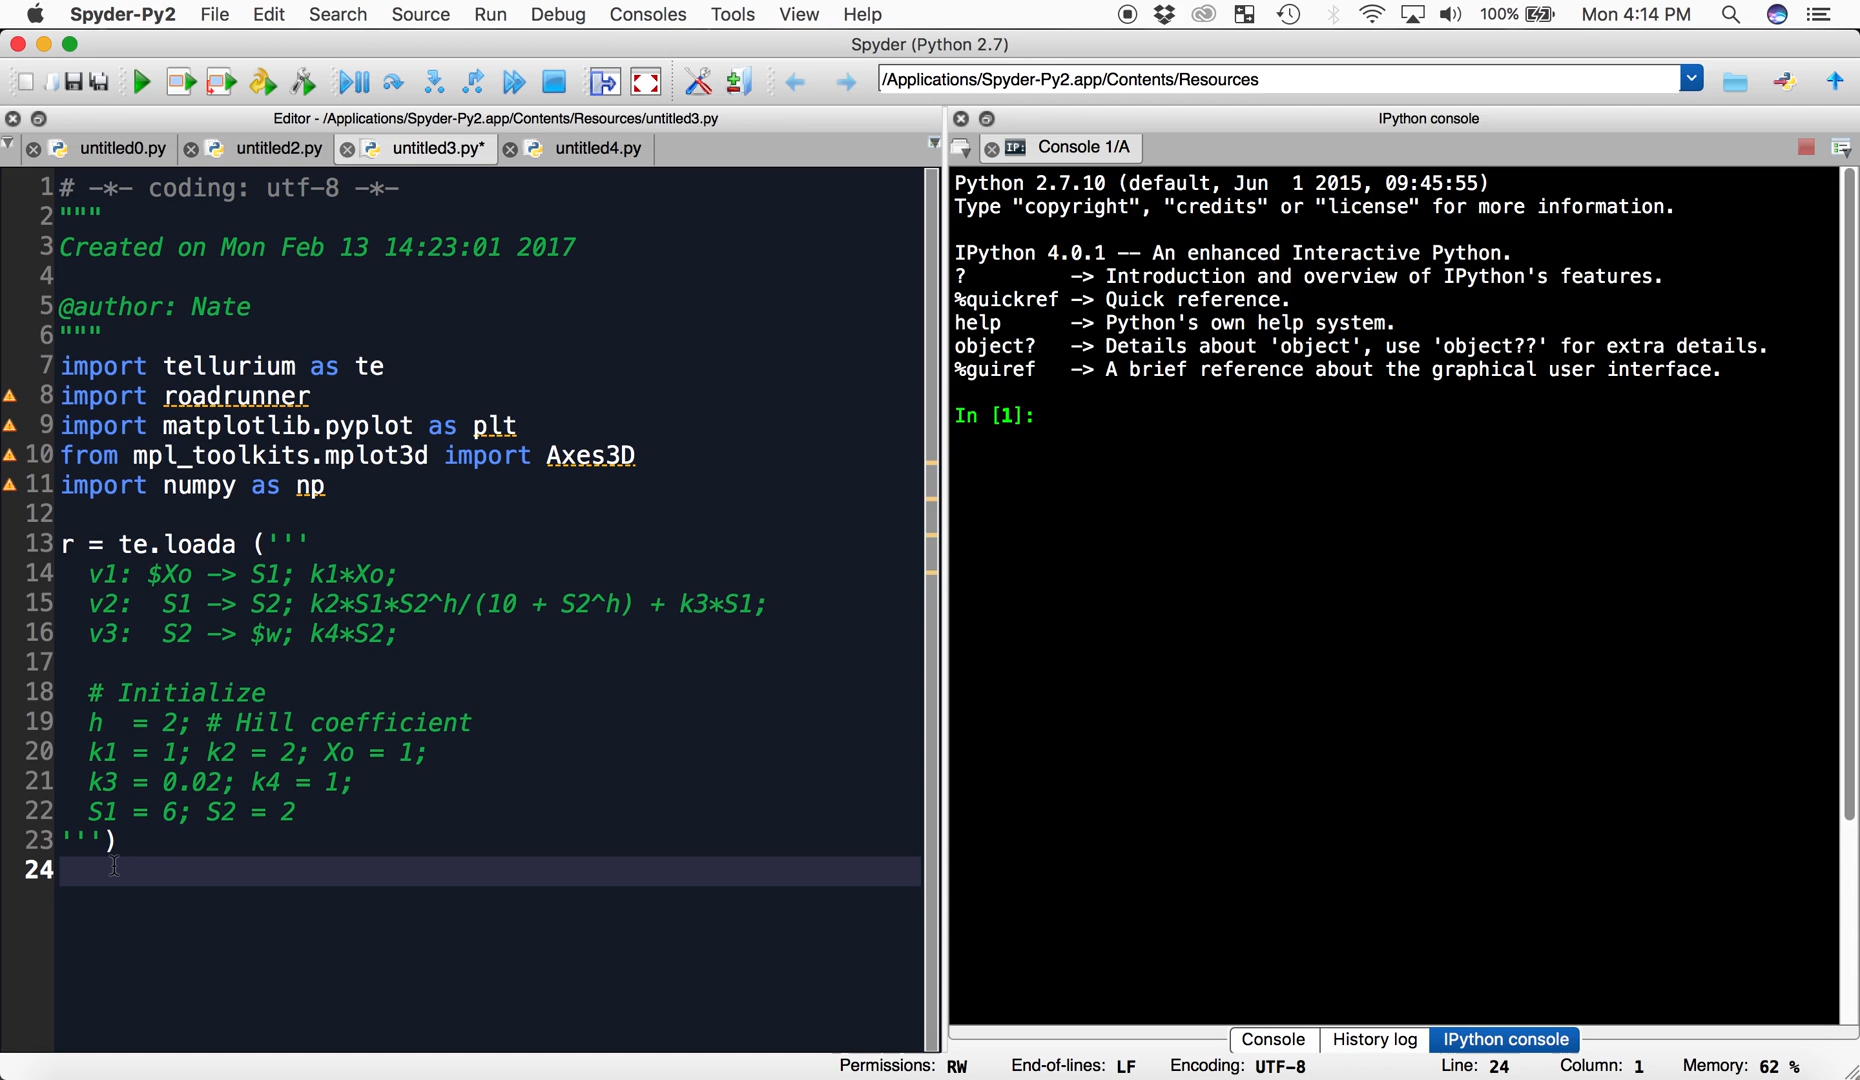 Spyder-Py2 File Edit Search Source Run Debug Consoles Tools View Help 100% Mon 4:14 PM
Spyder (Python 2.7)
/Applications/Spyder-Py2.app/Contents/Resources
Editor - /Applications/Spyder-Py2.app/Contents/Resources/untitled3.py
untitled0.py untitled2.py untitled3.py* untitled4.py
1 # -*- coding: utf-8 -*-
2 """
3 Created on Mon Feb 13 14:23:01 2017
4
5 @author: Nate
6 """
7 import tellurium as te
8 import roadrunner
9 import matplotlib.pyplot as plt
10 from mpl_toolkits.mplot3d import Axes3D
11 import numpy as np
12
13 r = te.loada ('''
14   v1: $Xo -> S1; k1*Xo;
15   v2:  S1 -> S2; k2*S1*S2^h/(10 + S2^h) + k3*S1;
16   v3:  S2 -> $w; k4*S2;
17
18   # Initialize
19   h  = 2; # Hill coefficient
20   k1 = 1; k2 = 2; Xo = 1;
21   k3 = 0.02; k4 = 1;
22   S1 = 6; S2 = 2
23 ''')
24
IPython console
IP: Console 1/A
Python 2.7.10 (default, Jun  1 2015, 09:45:55)
Type "copyright", "credits" or "license" for more information.
IPython 4.0.1 -- An enhanced Interactive Python.
?         -> Introduction and overview of IPython's features.
%quickref -> Quick reference.
help      -> Python's own help system.
object?   -> Details about 'object', use 'object??' for extra details.
%guiref   -> A brief reference about the graphical user interface.
In [1]:
Console History log IPython console
Permissions: RW End-of-lines: LF Encoding: UTF-8 Line: 24 Column: 1 Memory: 62 %